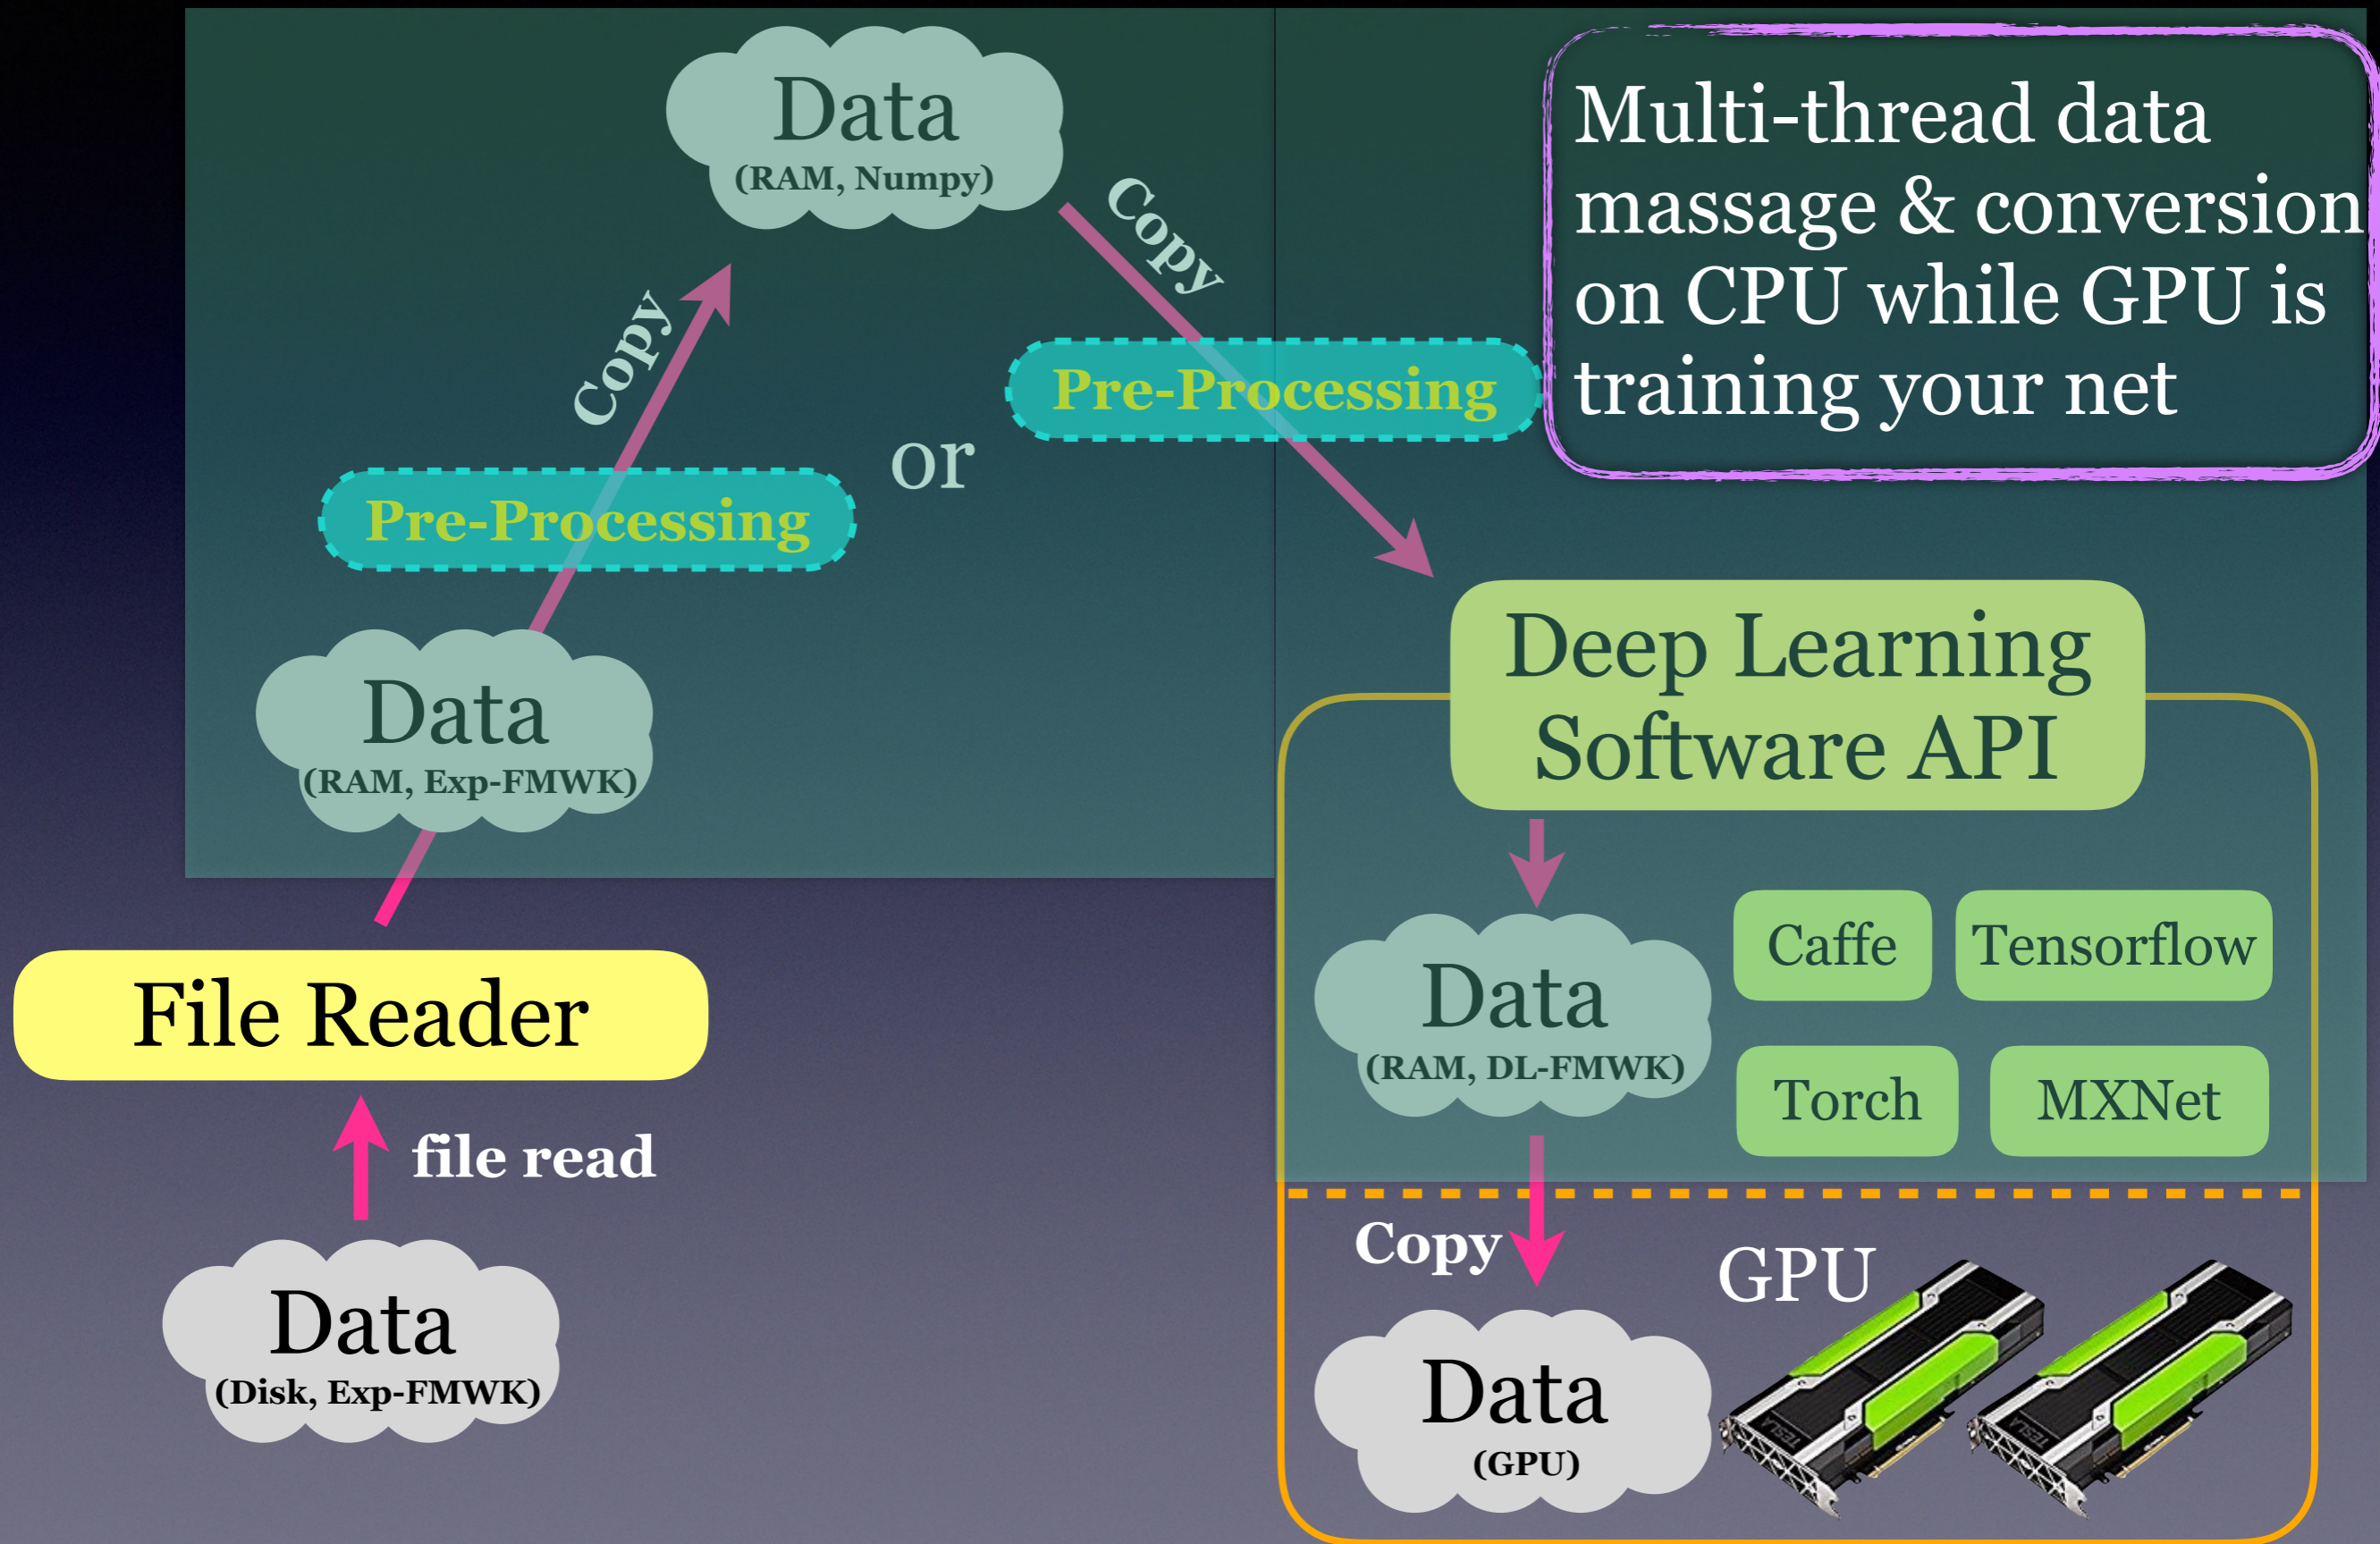 Data
(RAM, Numpy)
Multi-thread data
massage & conversion
on CPU while GPU is
training your net
Copy
Copy
Pre-Processing
or
Pre-Processing
Data
(RAM, Exp-FMWK)
Deep Learning
Software API
File Reader
Data
(RAM, DL-FMWK)
Caffe
Tensorflow
Torch
MXNet
file read
Copy
GPU
Data
(Disk, Exp-FMWK)
Data
(GPU)
TESLA
TESLA